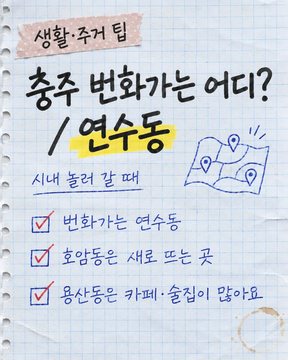 생활·주거 팁
충주 번화가는 어디?
/ 연수동
시내 놀러 갈 때
번화가는 연수동
호암동은 새로 뜨는 곳
용산동은 카페·술집이 많아요